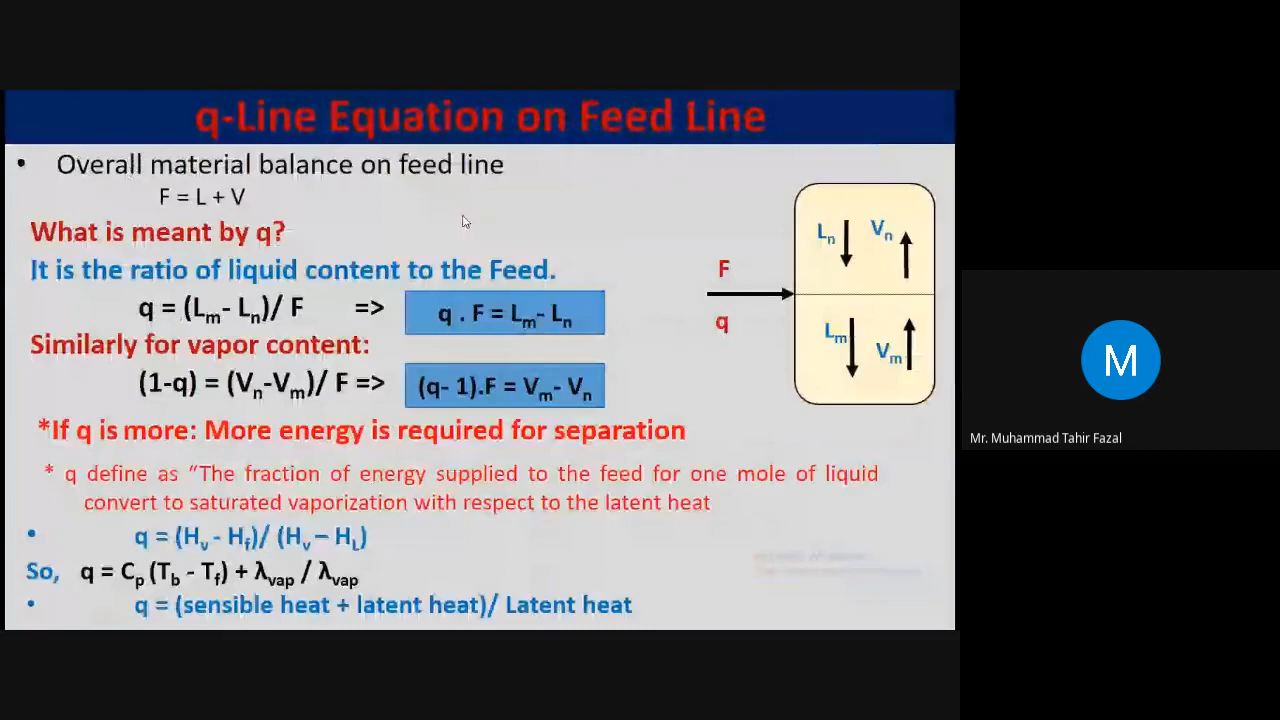 q-Line Equation on Feed Line
• Overall material balance on feed line
F = L + V
What is meant by q?
It is the ratio of liquid content to the Feed.
q = (Lm- Ln)/ F => q . F = Lm- Ln
Similarly for vapor content:
(1-q) = (Vn-Vm)/ F => (q- 1).F = Vm- Vn
*If q is more: More energy is required for separation
* q define as “The fraction of energy supplied to the feed for one mole of liquid
convert to saturated vaporization with respect to the latent heat
• q = (Hv - Hf)/ (Hv – HL)
So, q = Cp (Tb - Tf) + λvap / λvap
• q = (sensible heat + latent heat)/ Latent heat
Ln Vn
F
q
Lm Vm
M
Mr. Muhammad Tahir Fazal